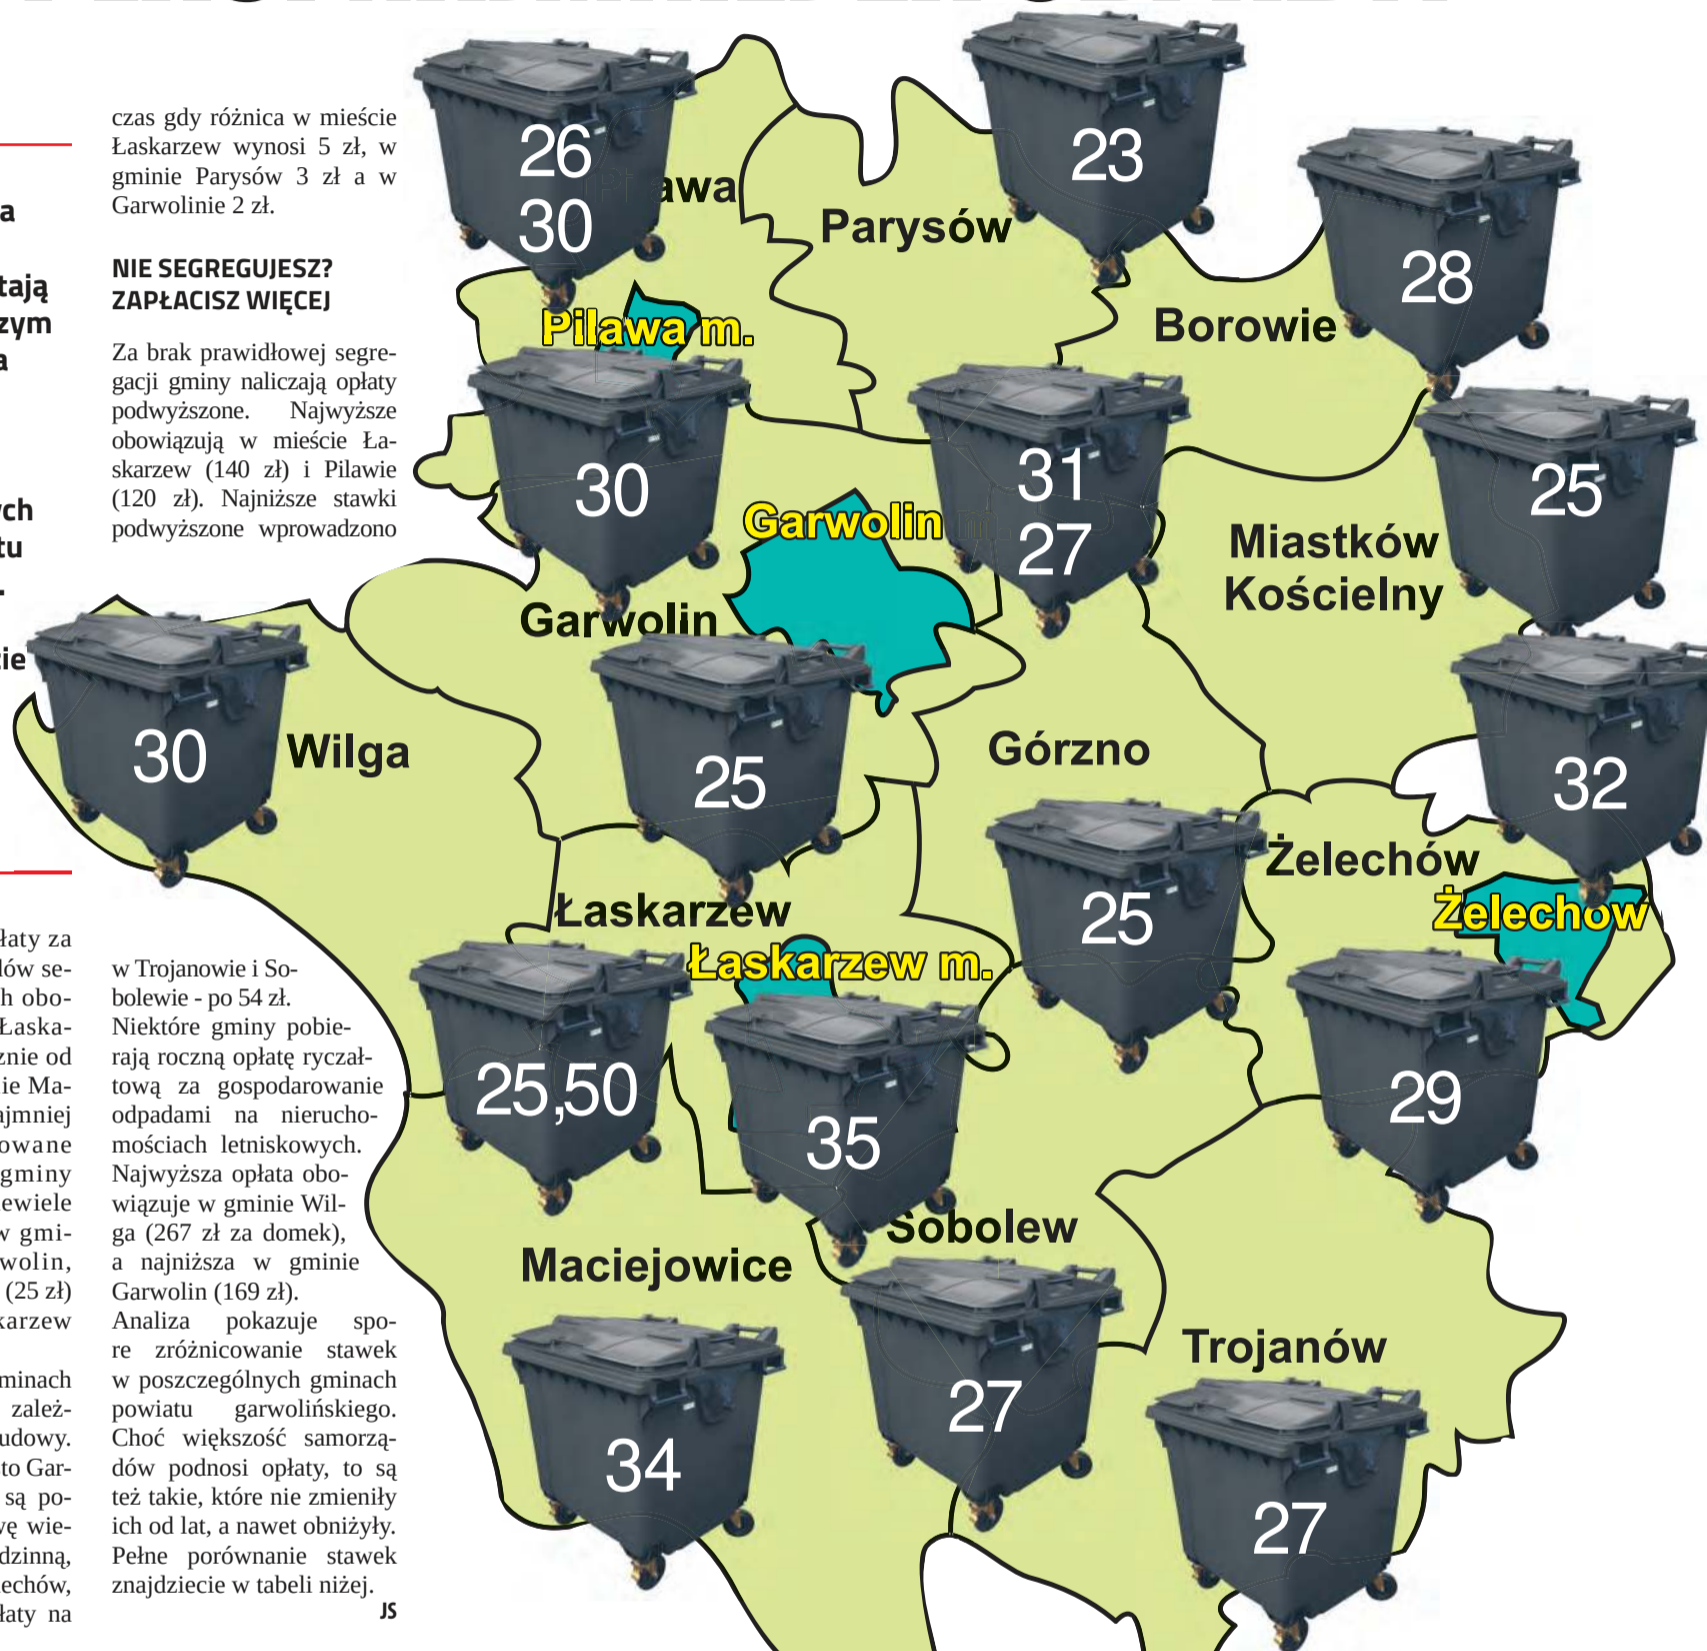 czas gdy różnica w mieście
Łaskarzew wynosi 5 zł, w
gminie Parysów 3 zł a w
Garwolinie 2 zł.
NIE SEGREGUJESZ?
ZAPŁACISZ WIĘCEJ
Za brak prawidłowej segre-
gacji gminy naliczają opłaty
podwyższone. Najwyższe
obowiązują w mieście Ła-
skarzew (140 zł) i Pilawie
(120 zł). Najniższe stawki
podwyższone wprowadzono
w Trojanowie i So-
bolewie - po 54 zł.
Niektóre gminy pobie-
rają roczną opłatę ryczał-
tową za gospodarowanie
odpadami na nierucho-
mościach letniskowych.
Najwyższa opłata obo-
wiązuje w gminie Wil-
ga (267 zł za domek),
a najniższa w gminie
Garwolin (169 zł).
Analiza pokazuje spo-
re zróżnicowanie stawek
w poszczególnych gminach
powiatu garwolińskiego.
Choć większość samorzą-
dów podnosi opłaty, to są
też takie, które nie zmieniły
ich od lat, a nawet obniżyły.
Pełne porównanie stawek
znajdziecie w tabeli niżej.
JS
(25 zł)
są po-
26
30
awa
Pilawa m.
30
Parysów
23
Borowie
28
Garwolin m.
31
27
Miastków
Kościelny
25
Garwolin
25
Wilga
30
Górzno
25
Żelechów
32
Żelechów
29
Łaskarzew
25,50
Łaskarzew m.
35
Maciejowice
34
Sobolew
27
Trojanów
27